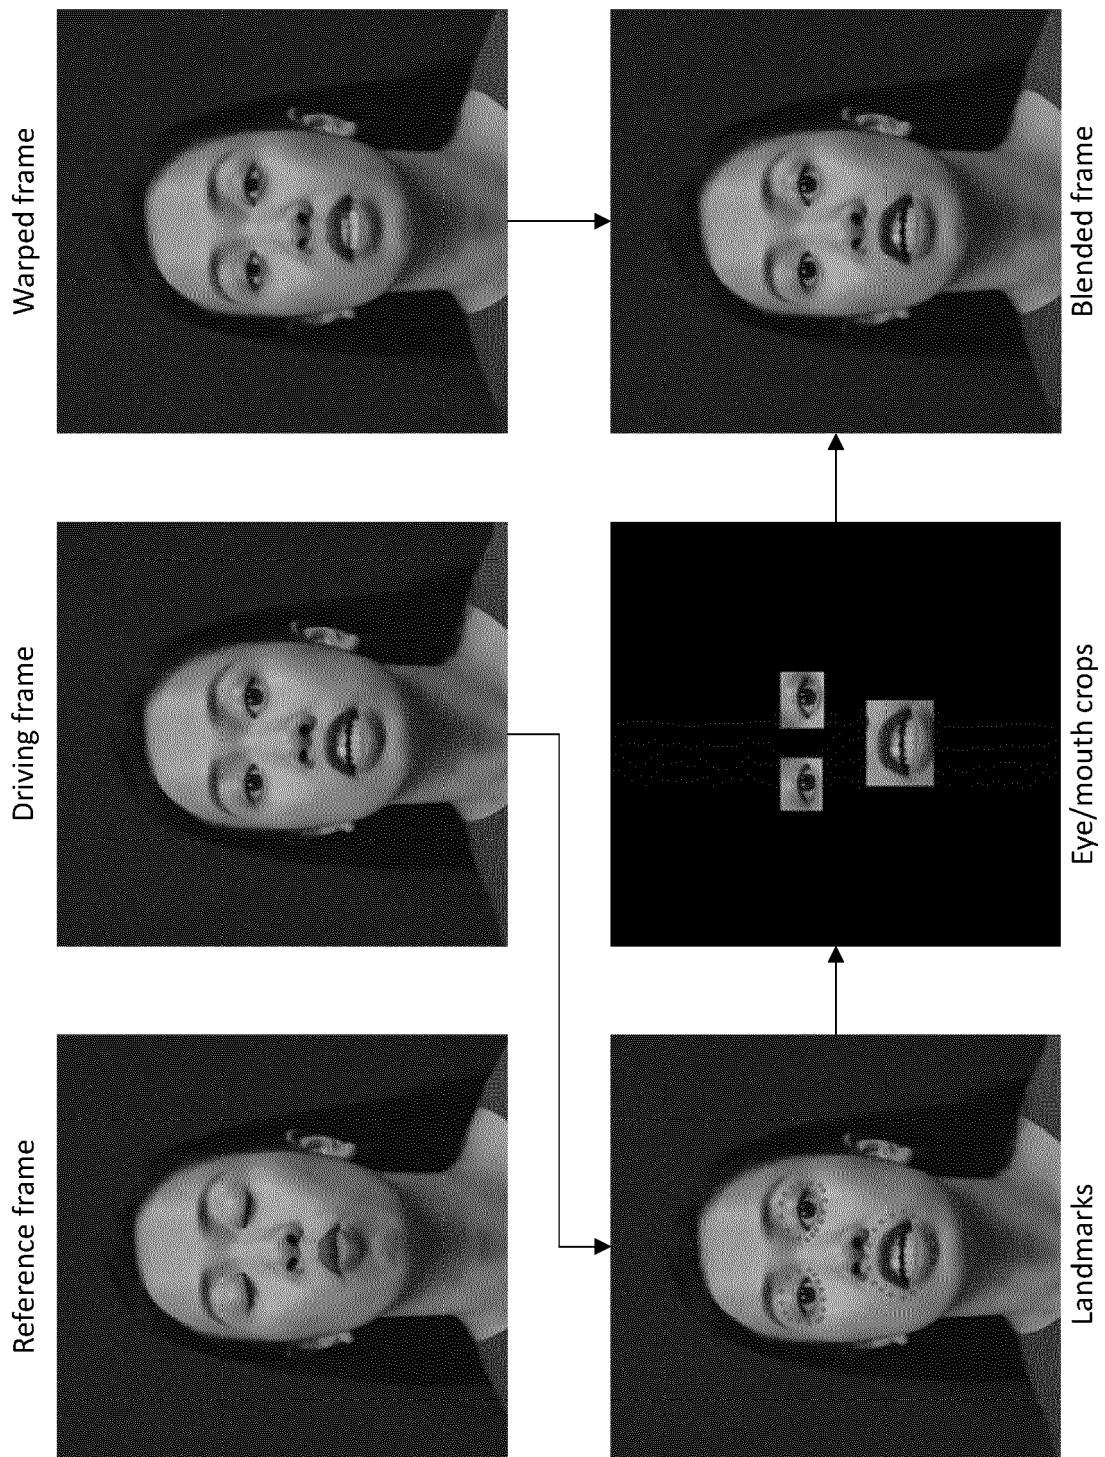 Reference frame
Driving frame
Warped frame
Landmarks
Eye/mouth crops
Blended frame